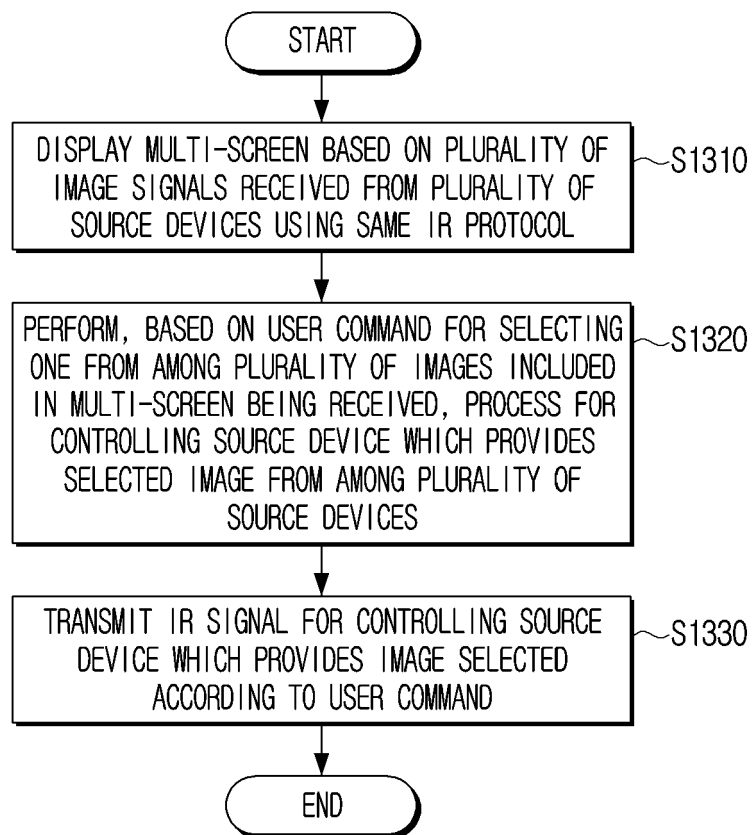 START
DISPLAY MULTI-SCREEN BASED ON PLURALITY OF
IMAGE SIGNALS RECEIVED FROM PLURALITY OF
SOURCE DEVICES USING SAME IR PROTOCOL
S1310
PERFORM, BASED ON USER COMMAND FOR SELECTING
ONE FROM AMONG PLURALITY OF IMAGES INCLUDED
IN MULTI-SCREEN BEING RECEIVED, PROCESS FOR
CONTROLLING SOURCE DEVICE WHICH PROVIDES
SELECTED IMAGE FROM AMONG PLURALITY OF
SOURCE DEVICES
S1320
TRANSMIT IR SIGNAL FOR CONTROLLING SOURCE
DEVICE WHICH PROVIDES IMAGE SELECTED
ACCORDING TO USER COMMAND
S1330
END